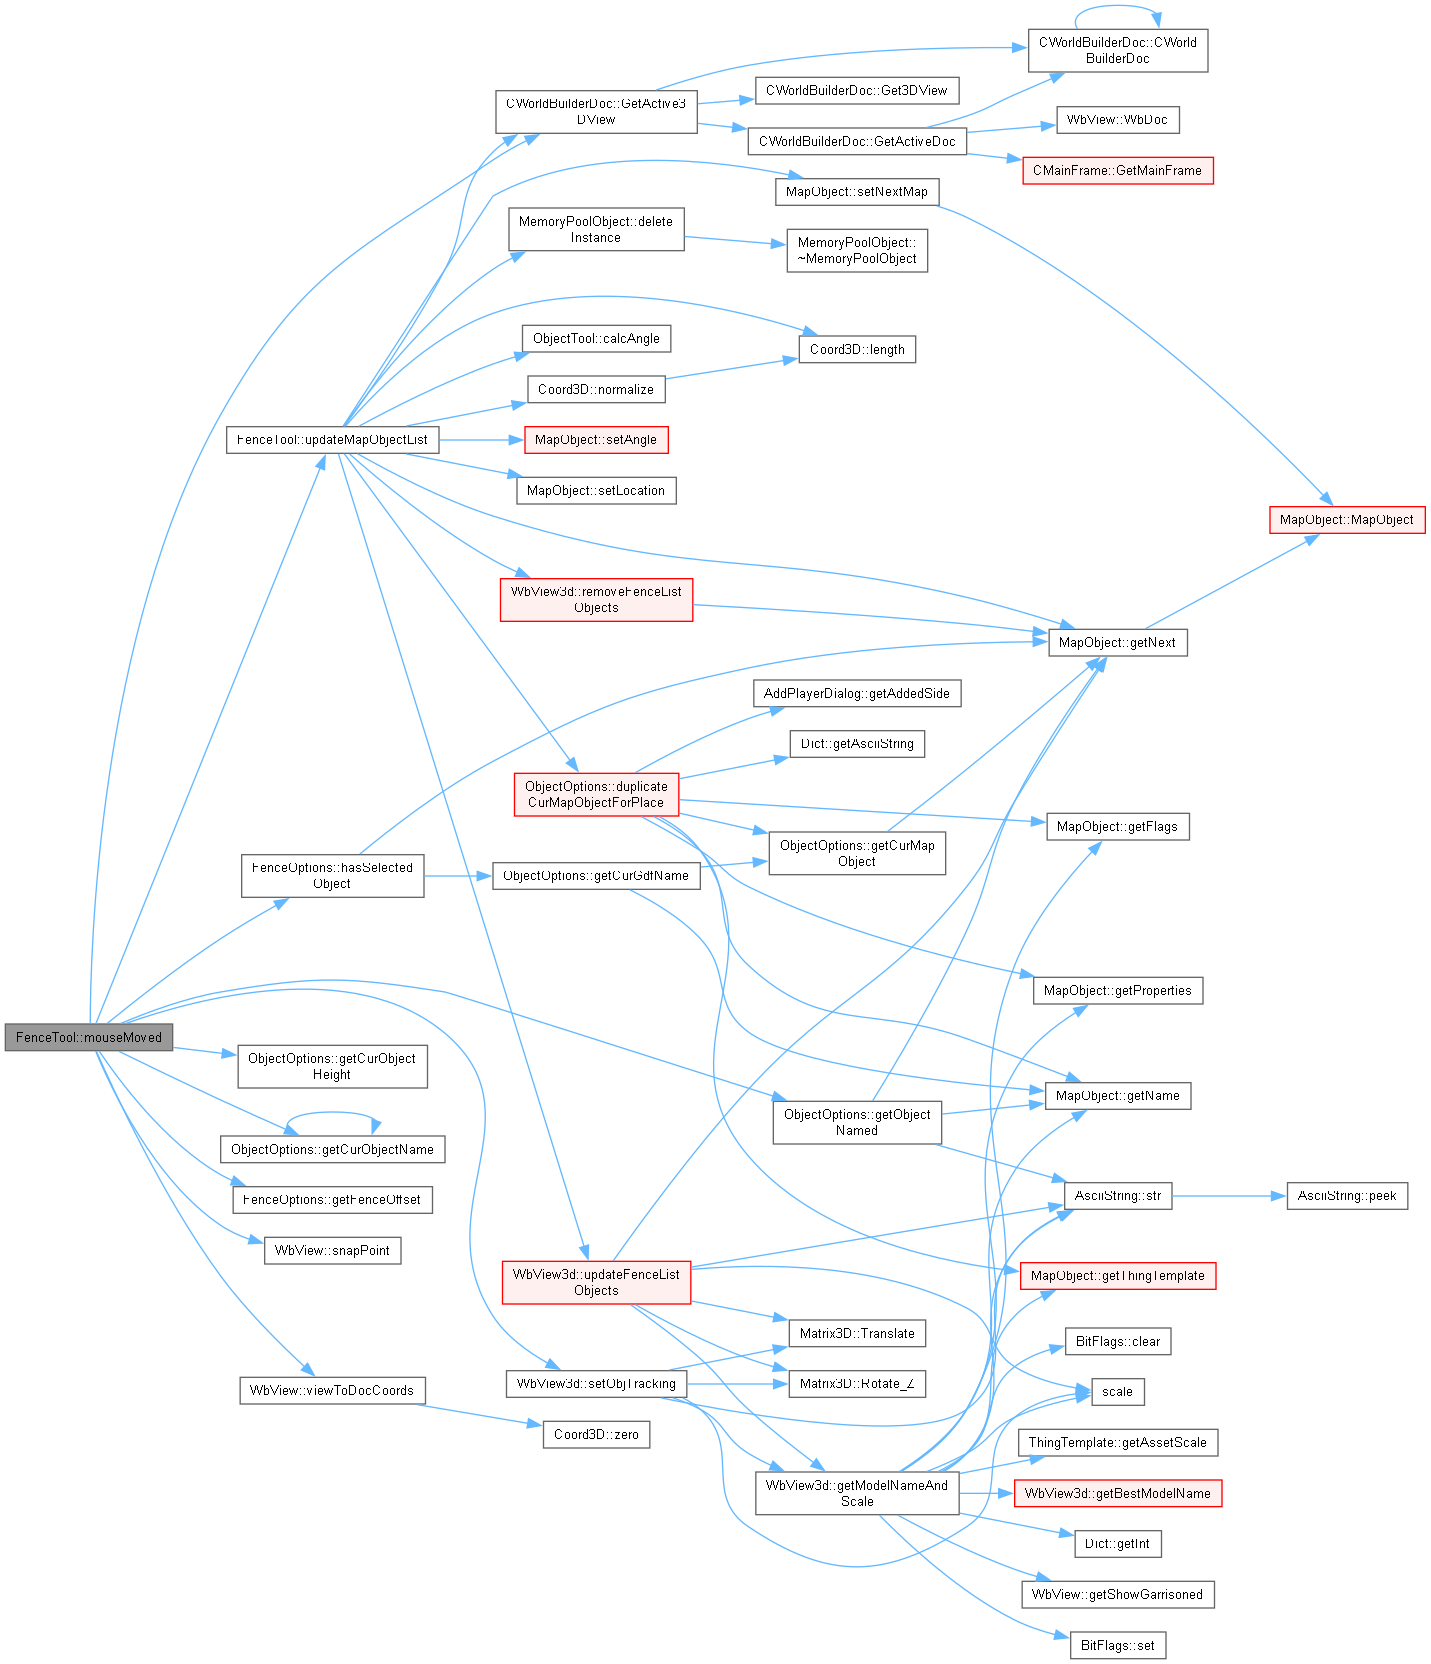 CWorldBuilderDoc::CWorld
BuilderDoc
CWorldBuilderDoc::Get3DView
CWorldBuilderDoc::GetActive3
DView
WbView::WbDoc
CWorldBuilderDoc::GetActiveDoc
CMainFrame::GetMainFrame
MapObject::setNextMap
MemoryPoolObject::delete
Instance
MemoryPoolObject::
~MemoryPoolObject
ObjectTool::calcAngle
Coord3D::length
Coord3D::normalize
FenceTool::updateMapObjectList
MapObject::setAngle
MapObject::setLocation
MapObject::MapObject
WbView3d::removeFenceList
Objects
MapObject::getNext
AddPlayerDialog::getAddedSide
Dict::getAsciiString
ObjectOptions::duplicate
CurMapObjectForPlace
MapObject::getFlags
ObjectOptions::getCurMap
Object
FenceOptions::hasSelected
Object
ObjectOptions::getCurGdfName
MapObject::getProperties
FenceTool::mouseMoved
ObjectOptions::getCurObject
Height
MapObject::getName
ObjectOptions::getObject
Named
ObjectOptions::getCurObjectName
FenceOptions::getFenceOffset
AsciiString::str
AsciiString::peek
WbView::snapPoint
WbView3d::updateFenceList
Objects
MapObject::getThingTemplate
Matrix3D::Translate
BitFlags::clear
WbView::viewToDocCoords
WbView3d::setObjTracking
Matrix3D::Rotate_Z
scale
Coord3D::zero
ThingTemplate::getAssetScale
WbView3d::getModelNameAnd
Scale
WbView3d::getBestModelName
Dict::getInt
WbView::getShowGarrisoned
BitFlags::set